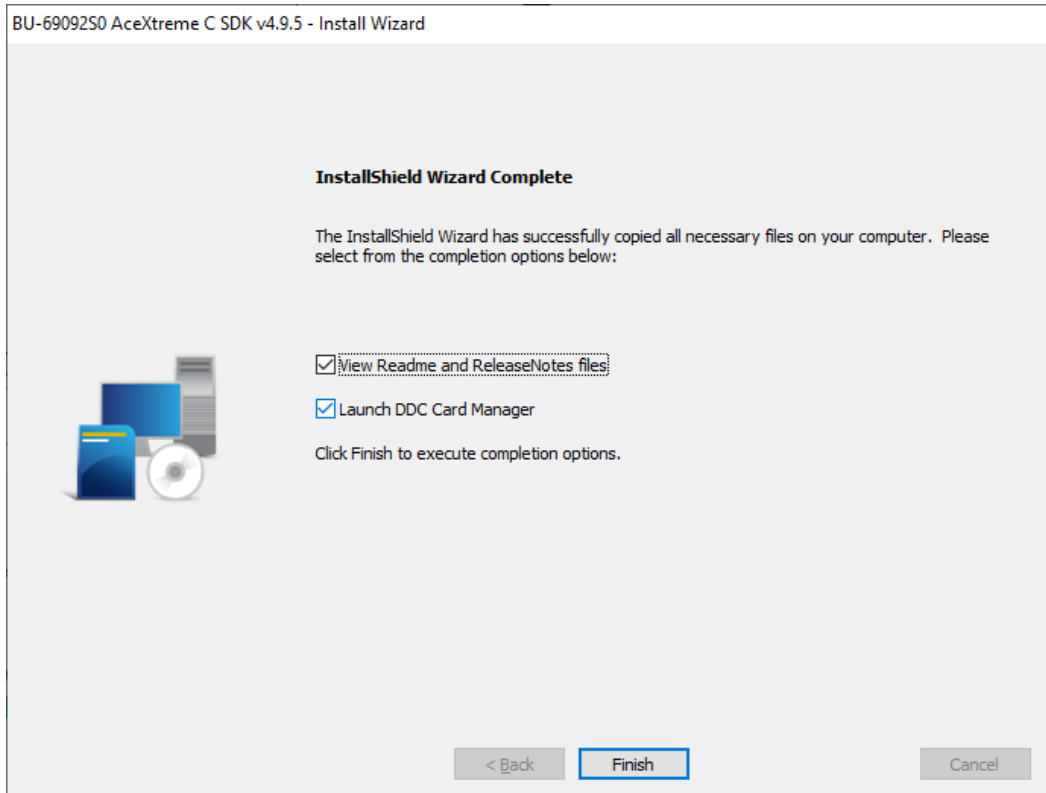 BU-69092S0 AceXtreme C SDK v4.9.5 - Install Wizard
InstallShield Wizard Complete
The InstallShield Wizard has successfully copied all necessary files on your computer.  Please
select from the completion options below:
View Readme and ReleaseNotes files
Launch DDC Card Manager
Click Finish to execute completion options.
< Back
Finish
Cancel